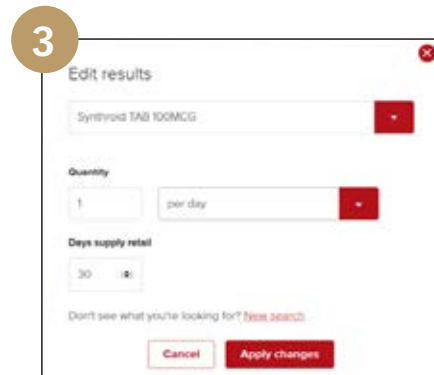 3
Edit results
Synthroid TAB 100MCG
Quantity
1 per day
Days supply retail
30
Don't see what you're looking for? New search
Cancel Apply changes